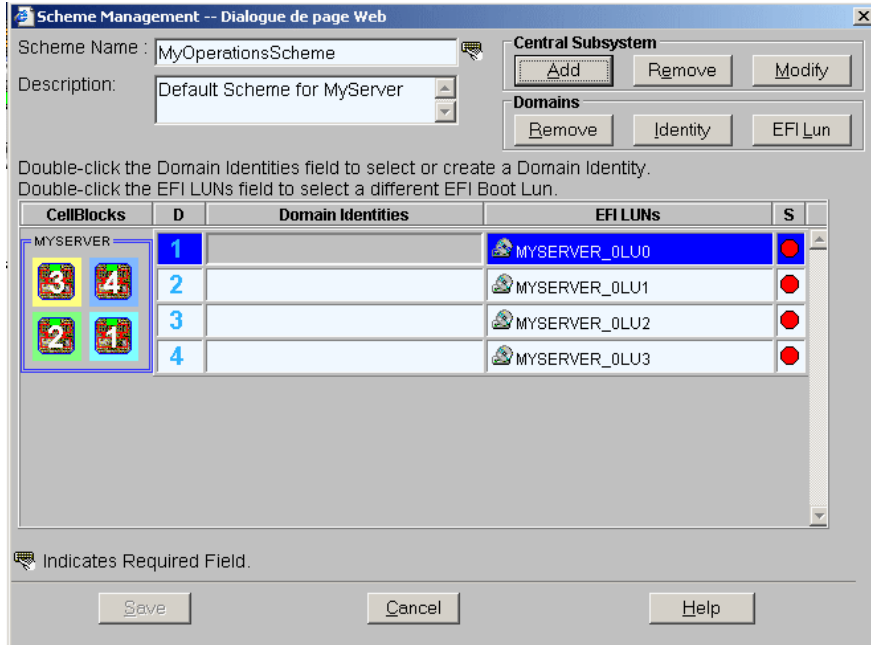 Scheme Management -- Dialogue de page Web
Scheme Name : MyOperationsScheme
Description: Default Scheme for MyServer
Central Subsystem
Add Remove Modify
Domains
Remove Identity EFI Lun
Double-click the Domain Identities field to select or create a Domain Identity.
Double-click the EFI LUNs field to select a different EFI Boot Lun.
CellBlocks D Domain Identities EFI LUNs S
MYSERVER
3 4
2 1
1 MYSERVER_0LU0
2 MYSERVER_0LU1
3 MYSERVER_0LU2
4 MYSERVER_0LU3
Indicates Required Field.
Save Cancel Help